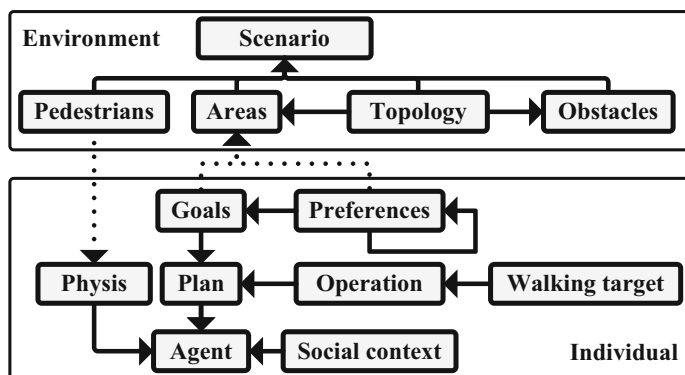 Environment
Scenario
Pedestrians
Areas
Topology
Obstacles
Goals
Preferences
Physis
Plan
Operation
Walking target
Agent
Social context
Individual